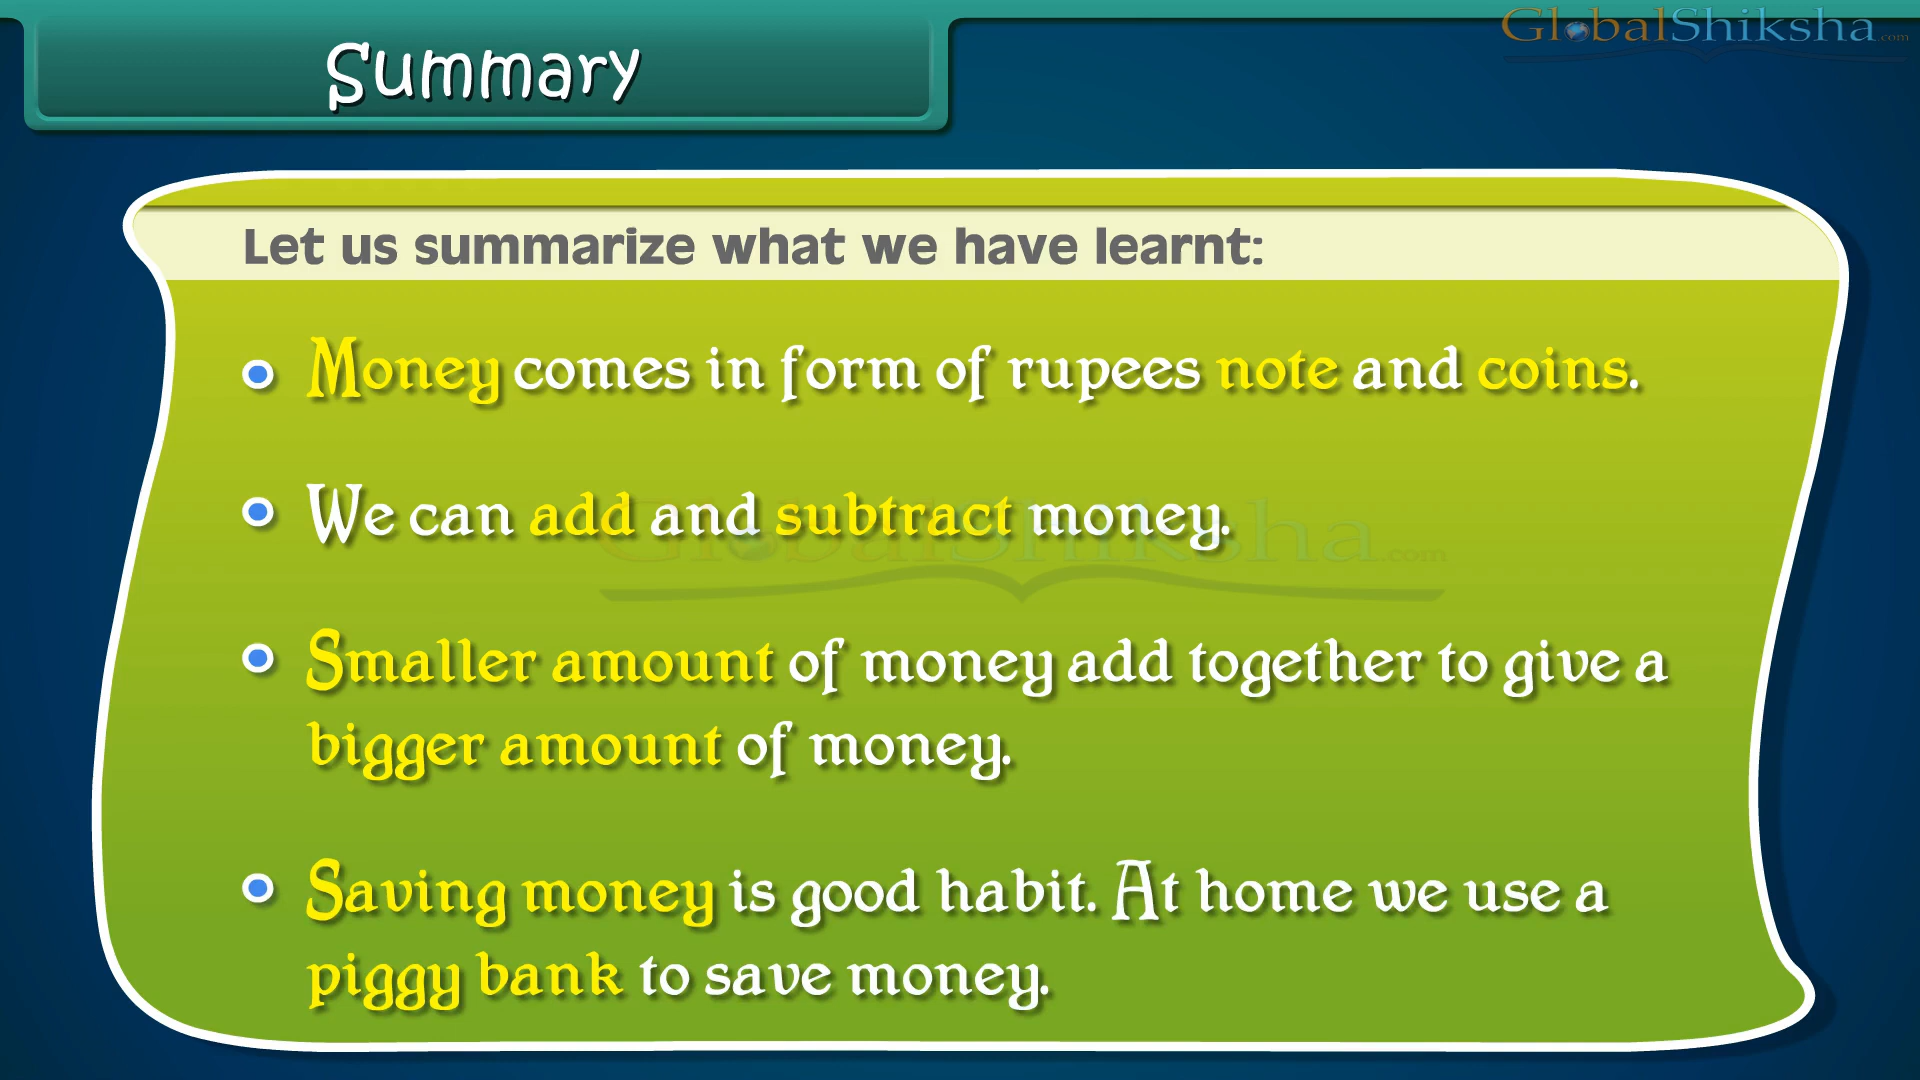 Summary
GlobalShiksha.com
Let us summarize what we have learnt:
Money comes in form of rupees note and coins.
We can add and subtract money.
GlobalShiksha.com
Smaller amount of money add together to give a
bigger amount of money.
Saving money is good habit. At home we use a
piggy bank to save money.